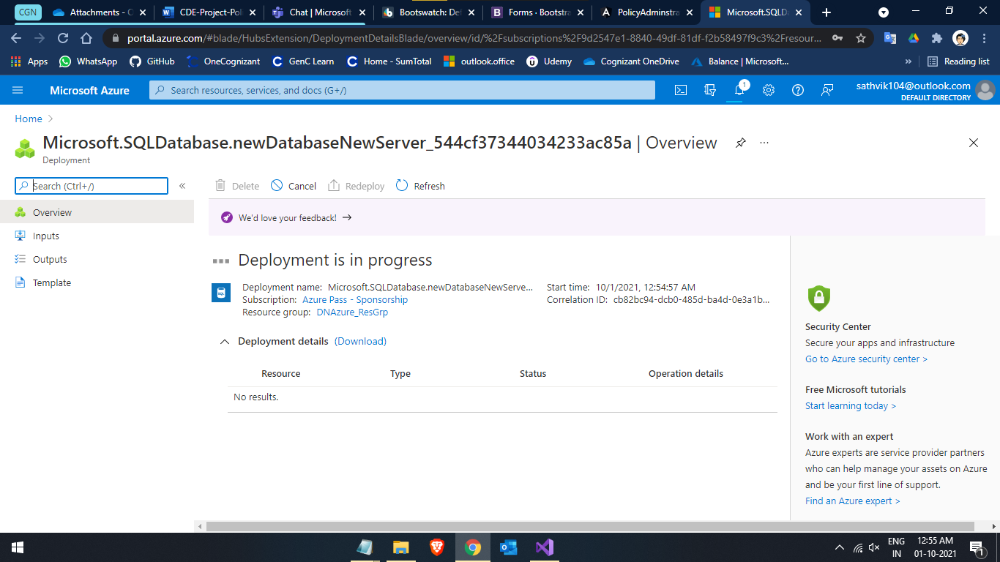 CGN
Attachments - C
CDE-Project-Poli
Chat | Microsoft
Bootswatch: Def
Forms · Bootstra
PolicyAdminstra
Microsoft.SQLDa
portal.azure.com/#blade/HubsExtension/DeploymentDetailsBlade/overview/id/%2Fsubscriptions%2F9d2547e1-8840-49df-81df-f2b58497f9c3%2Fresour...
Apps
WhatsApp
GitHub
OneCognizant
GenC Learn
Home - SumTotal
outlook.office
Udemy
Cognizant OneDrive
Balance | Microsoft...
»
Reading list
Microsoft Azure
Search resources, services, and docs (G+/)
1
sathvik104@outlook.com
DEFAULT DIRECTORY
Home
Microsoft.SQLDatabase.newDatabaseNewServer_544cf37344034233ac85a | Overview
Deployment
Search (Ctrl+/)
«
Delete
Cancel
Redeploy
Refresh
Overview
Inputs
Outputs
Template
We'd love your feedback! →
Deployment is in progress
SQL
Deployment name: Microsoft.SQLDatabase.newDatabaseNewServe...
Subscription: Azure Pass - Sponsorship
Resource group: DNAzure_ResGrp
Start time: 10/1/2021, 12:54:57 AM
Correlation ID: cb82bc94-dcb0-485d-ba4d-0e3a1b...
Deployment details (Download)
Resource Type Status Operation details
No results.
Security Center
Secure your apps and infrastructure
Go to Azure security center >
Free Microsoft tutorials
Start learning today >
Work with an expert
Azure experts are service provider partners
who can help manage your assets on Azure
and be your first line of support.
Find an Azure expert >
ENG
IN
12:55 AM
01-10-2021
1